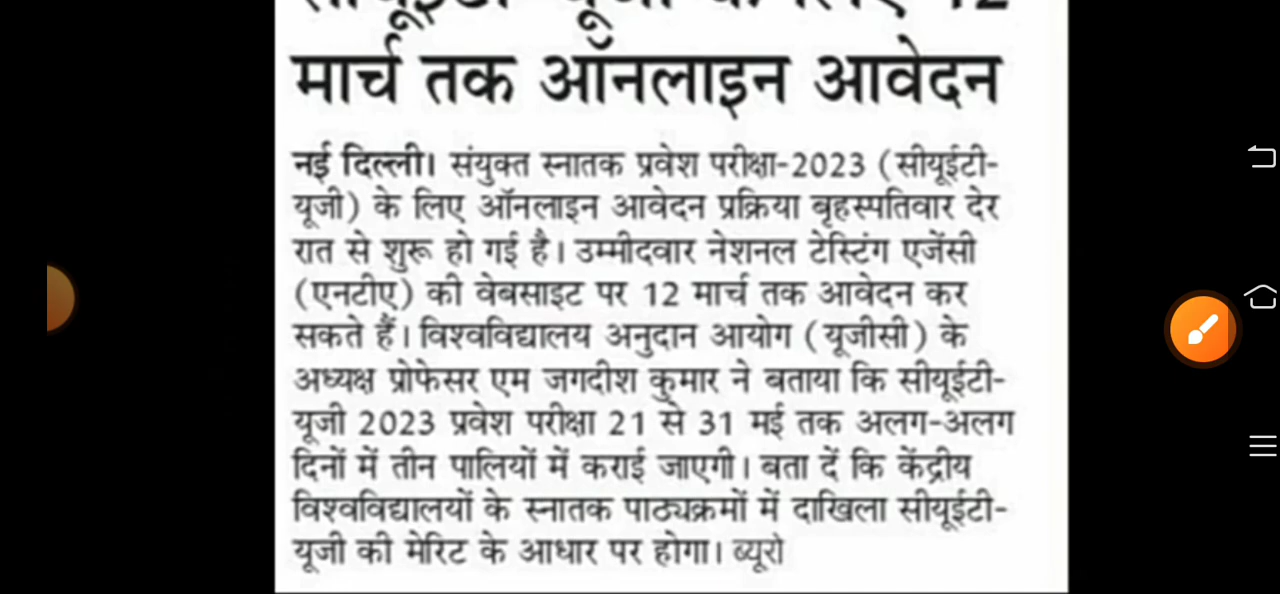 सीयूईटी-यूजी के लिए 12
मार्च तक ऑनलाइन आवेदन
नई दिल्ली। संयुक्त स्नातक प्रवेश परीक्षा-2023 (सीयूईटी-
यूजी) के लिए ऑनलाइन आवेदन प्रक्रिया बृहस्पतिवार देर
रात से शुरू हो गई है। उम्मीदवार नेशनल टेस्टिंग एजेंसी
(एनटीए) की वेबसाइट पर 12 मार्च तक आवेदन कर
सकते हैं। विश्वविद्यालय अनुदान आयोग (यूजीसी) के
अध्यक्ष प्रोफेसर एम जगदीश कुमार ने बताया कि सीयूईटी-
यूजी 2023 प्रवेश परीक्षा 21 से 31 मई तक अलग-अलग
दिनों में तीन पालियों में कराई जाएगी। बता दें कि केंद्रीय
विश्वविद्यालयों के स्नातक पाठ्यक्रमों में दाखिला सीयूईटी-
यूजी की मेरिट के आधार पर होगा। ब्यूरो